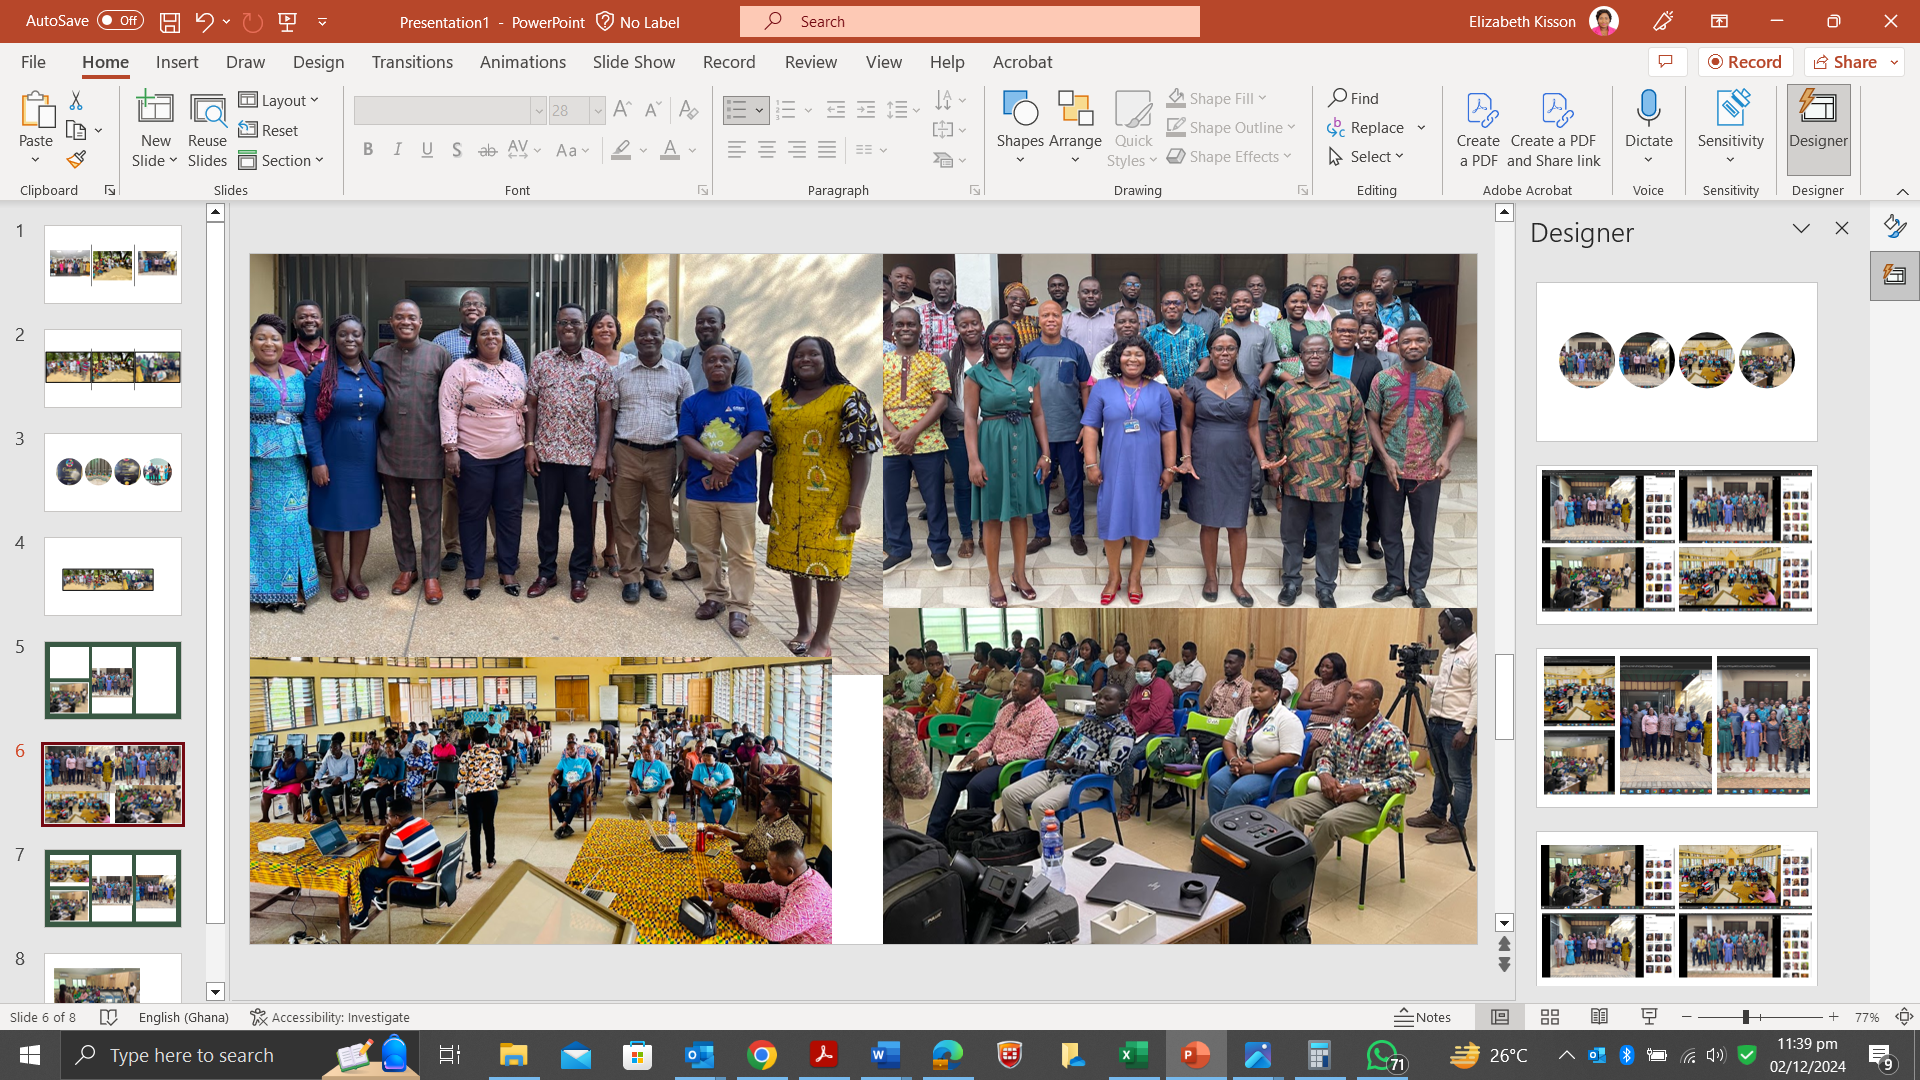 AutoSave Off Presentation1 - PowerPoint No Label Search Elizabeth Kisson
File Home Insert Draw Design Transitions Animations Slide Show Record Review View Help Acrobat Record Share
Paste New Slide Reuse Slides Layout Reset Section 28
B I U S ab AV Aa A
Shapes Arrange Quick Styles Shape Fill Shape Outline Shape Effects
Find Replace Select
Create a PDF Create a PDF and Share link Dictate Sensitivity Designer
Clipboard Slides Font Paragraph Drawing Editing Adobe Acrobat Voice Sensitivity Designer
Designer
1
2
3
4
5
6
7
8
Slide 6 of 8 English (Ghana) Accessibility: Investigate Notes 77%
Type here to search 71 26°C 11:39 pm
02/12/2024 9